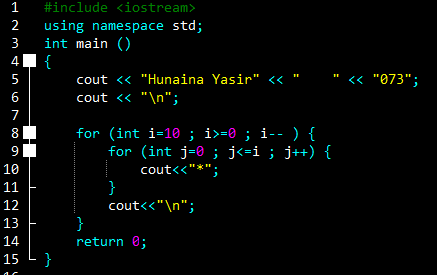 1 #include <iostream>
2 using namespace std;
3 int main ()
4 {
5     cout << "Hunaina Yasir" << "    " << "073";
6     cout << "\n";
7
8     for (int i=10 ; i>=0 ; i-- ) {
9         for (int j=0 ; j<=i ; j++) {
10             cout<<"*";
11         }
12         cout<<"\n";
13     }
14     return 0;
15 }